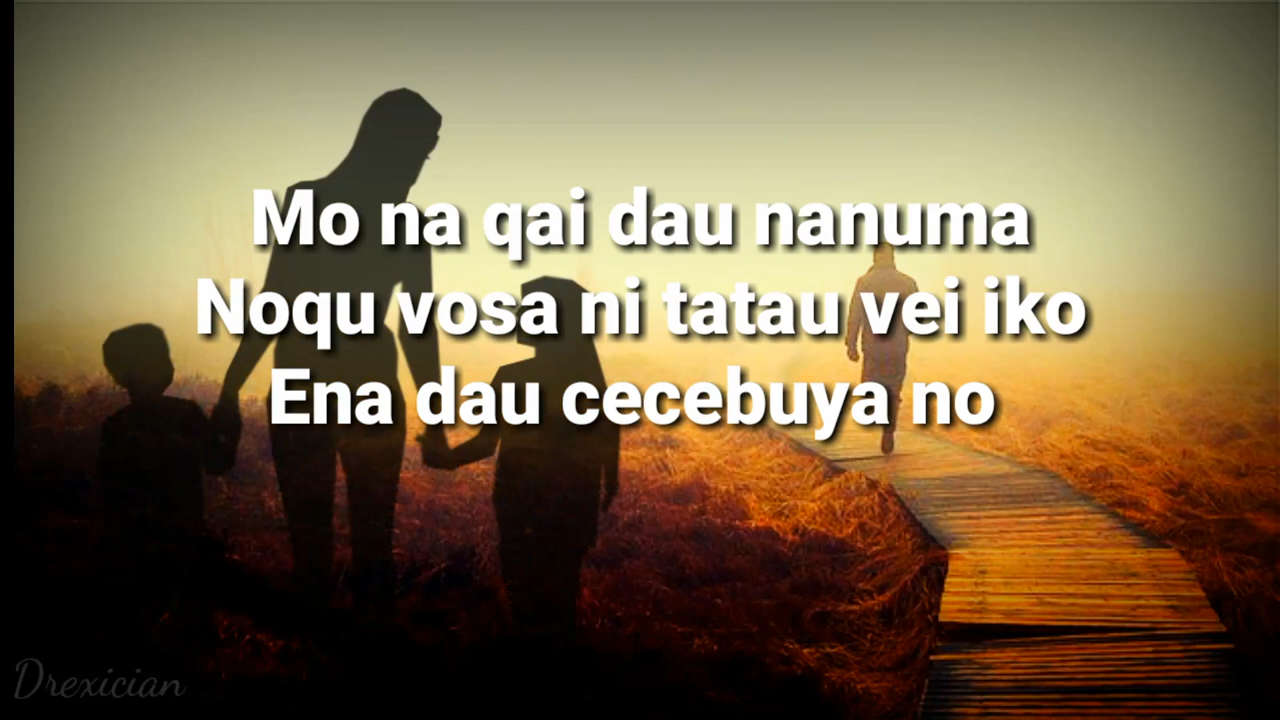 Mo na qai dau nanuma
Noqu vosa ni tatau vei iko
Ena dau cecebuya no
Drexician